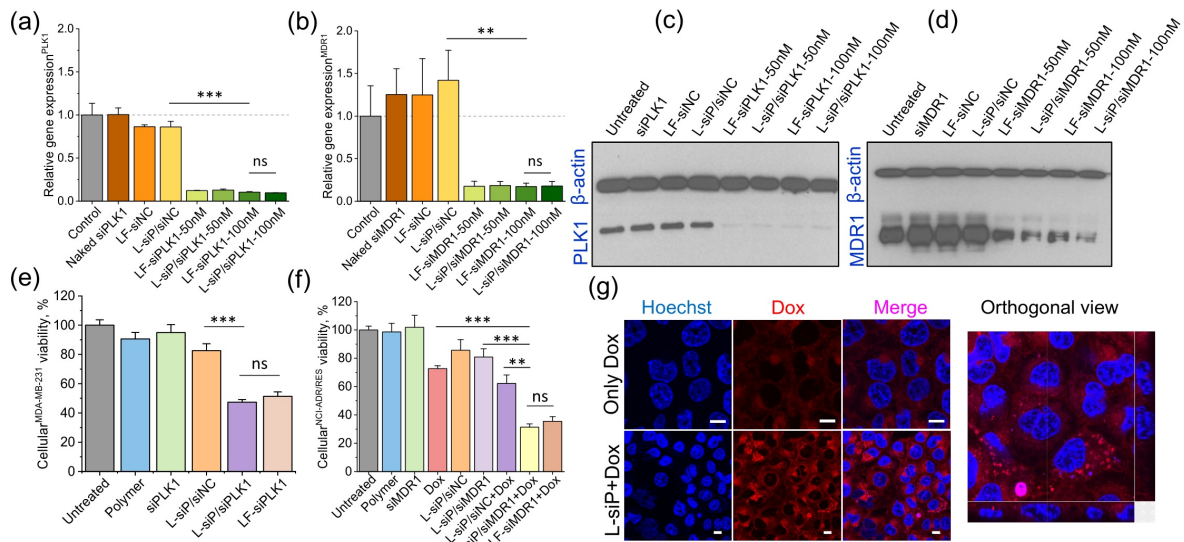 (a)
Relative gene expression^PLK1
2.0
1.5
1.0
0.5
0.0
***
ns
Control
Naked siPLK1
LF-siNC
L-siP/siNC
LF-siPLK1-50nM
L-siP/siPLK1-50nM
LF-siPLK1-100nM
L-siP/siPLK1-100nM
(b)
Relative gene expression^MDR1
2.0
1.5
1.0
0.5
0.0
**
ns
Control
Naked siMDR1
LF-siNC
L-siP/siNC
LF-siMDR1-50nM
L-siP/siMDR1-50nM
LF-siMDR1-100nM
L-siP/siMDR1-100nM
(c)
Untreated
siPLK1
LF-siNC
L-siP/siNC
LF-siPLK1-50nM
L-siP/siPLK1-50nM
LF-siPLK1-100nM
L-siP/siPLK1-100nM
β-actin
PLK1
(d)
Untreated
siMDR1
LF-siNC
L-siP/siNC
LF-siMDR1-50nM
L-siP/siMDR1-50nM
LF-siMDR1-100nM
L-siP/siMDR1-100nM
β-actin
MDR1
(e)
Cellular^MDA-MB-231 viability, %
120
100
80
60
40
20
0
***
ns
Untreated
Polymer
siPLK1
L-siP/siNC
L-siP/siPLK1
LF-siPLK1
(f)
Cellular^NCI-ADR/RES viability, %
120
110
100
90
80
70
60
50
40
30
20
10
0
***
***
**
ns
Untreated
Polymer
siMDR1
Dox
L-siP/siNC
L-siP/siMDR1
L-siP/siNC+Dox
L-siP/siMDR1+Dox
LF-siMDR1+Dox
(g)
Hoechst
Dox
Merge
Orthogonal view
Only Dox
L-siP+Dox